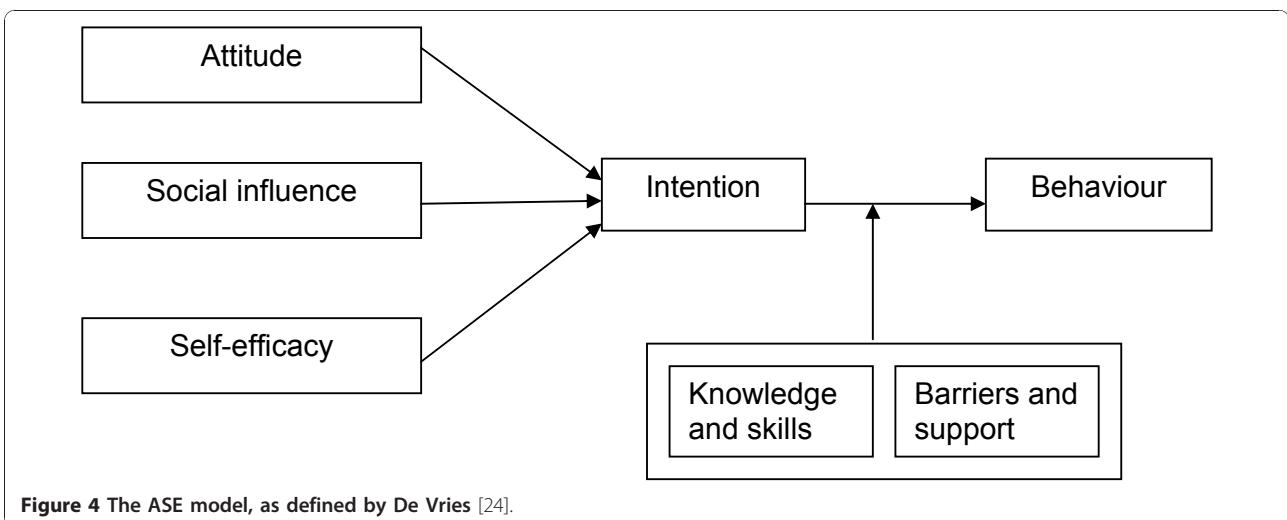 Attitude
Social influence
Self-efficacy
Intention
Behaviour
Knowledge
and skills
Barriers and
support
Figure 4 The ASE model, as defined by De Vries [24].